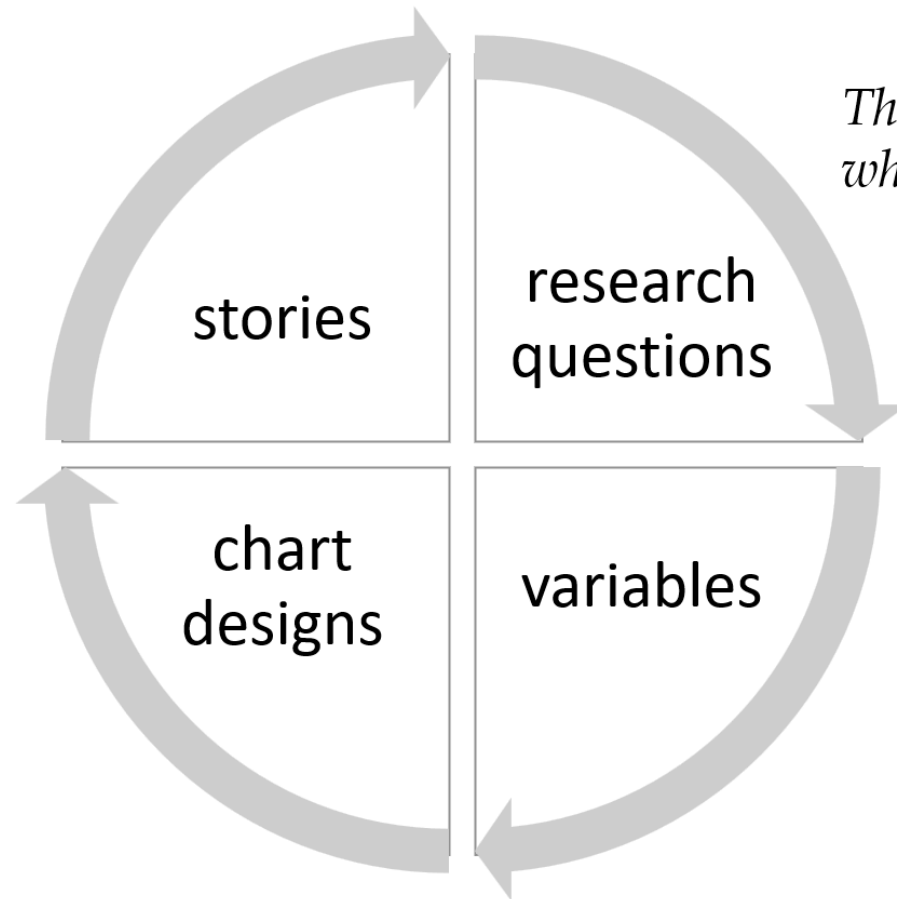 stories
research
questions
chart
designs
variables